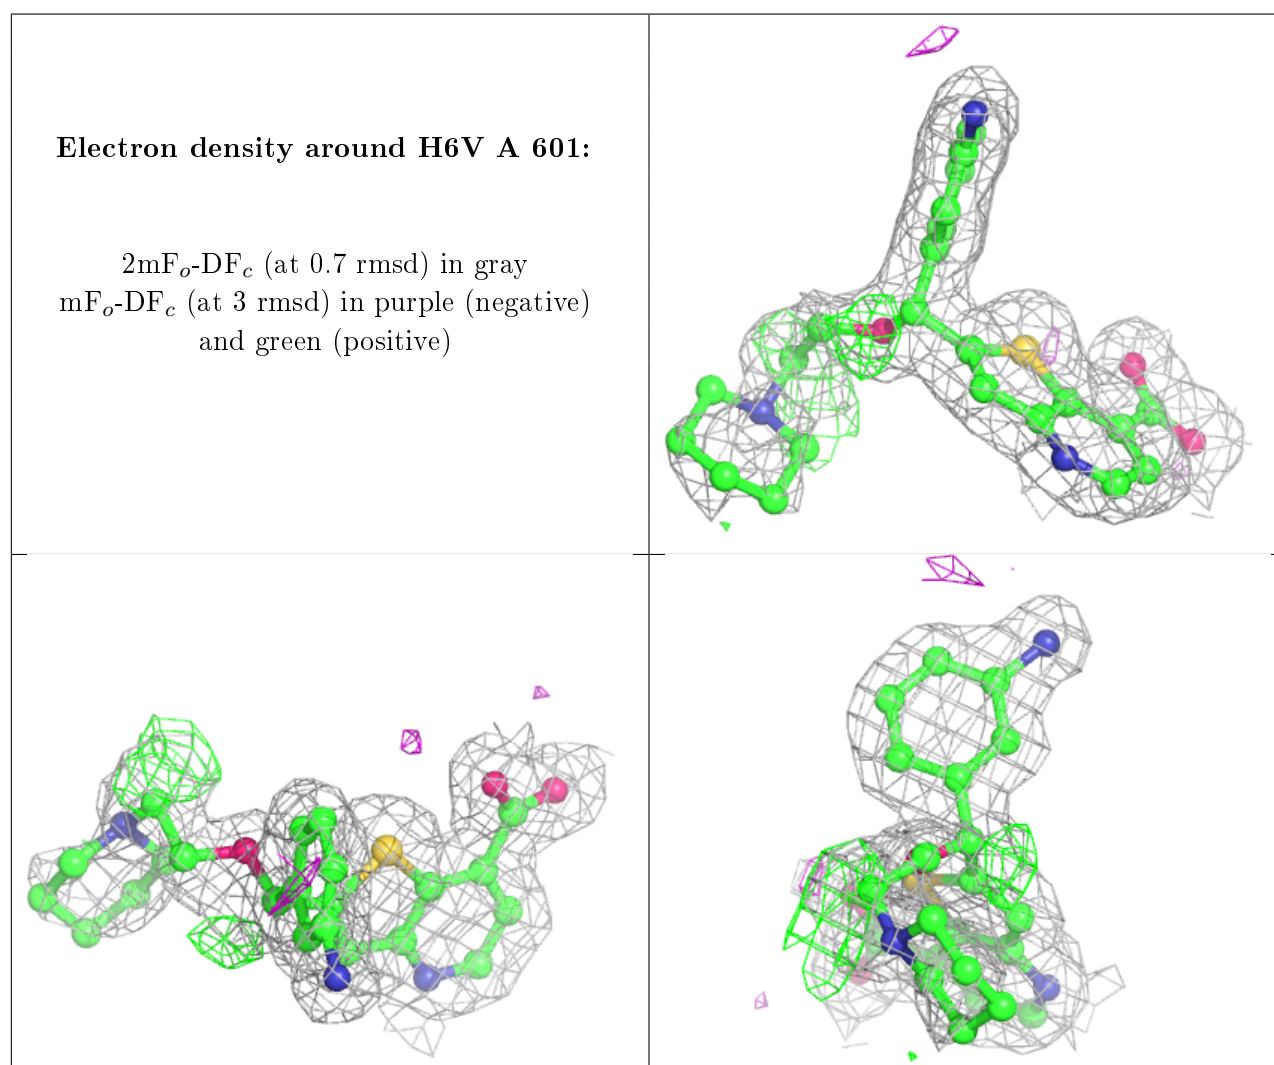 Electron density around H6V A 601:
2mFo-DFc (at 0.7 rmsd) in gray
mFo-DFc (at 3 rmsd) in purple (negative)
and green (positive)